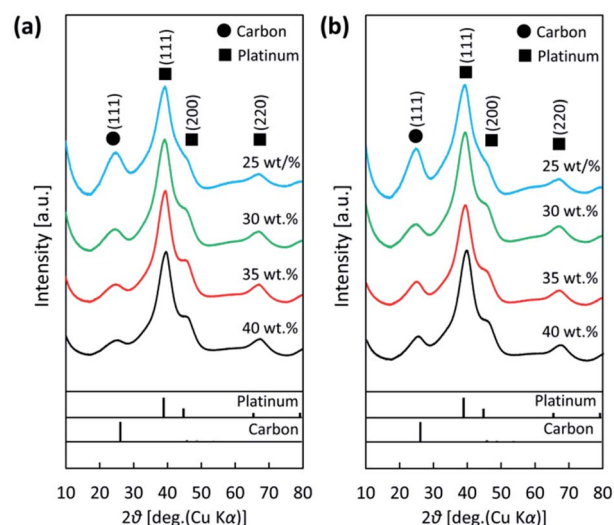 (a)
Carbon
Platinum
(111)
(111)
(200)
(220)
25 wt/%
30 wt.%
35 wt.%
40 wt.%
Intensity [a.u.]
Platinum
Carbon
10 20 30 40 50 60 70 80
2ϑ [deg.(Cu Kα)]
(b)
Carbon
Platinum
(111)
(111)
(200)
(220)
25 wt/%
30 wt.%
35 wt.%
40 wt.%
Intensity [a.u.]
Platinum
Carbon
10 20 30 40 50 60 70 80
2ϑ [deg.(Cu Kα)]